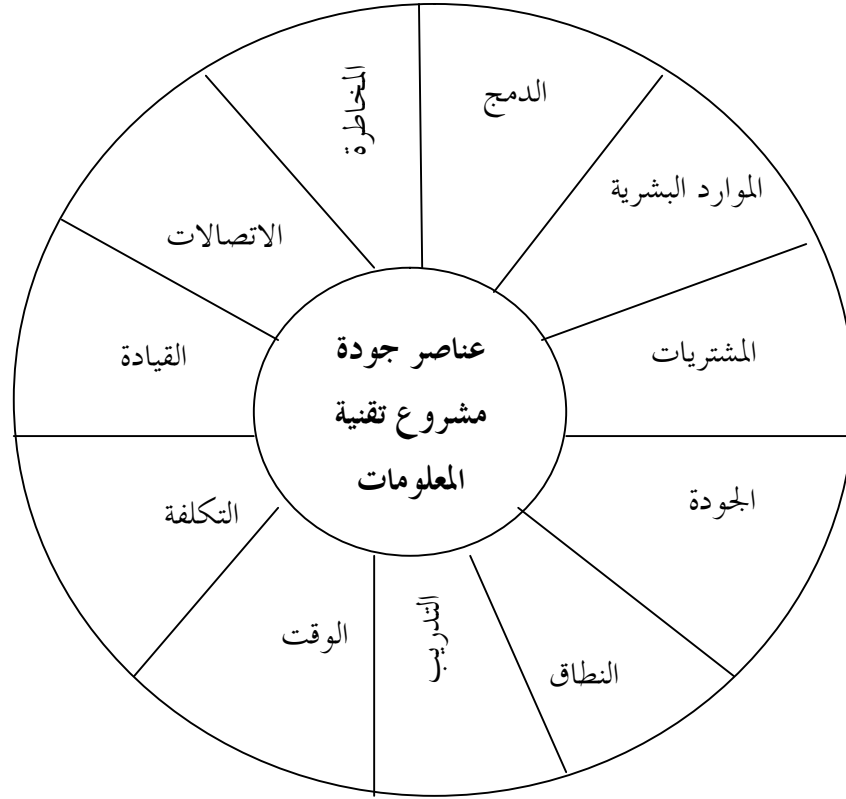 عناصر جودة
مشروع تقنية
المعلومات
الدمج
الموارد البشرية
المشتريات
الجودة
النطاق
التدريب
الوقت
التكلفة
القيادة
الاتصالات
المخاطرة